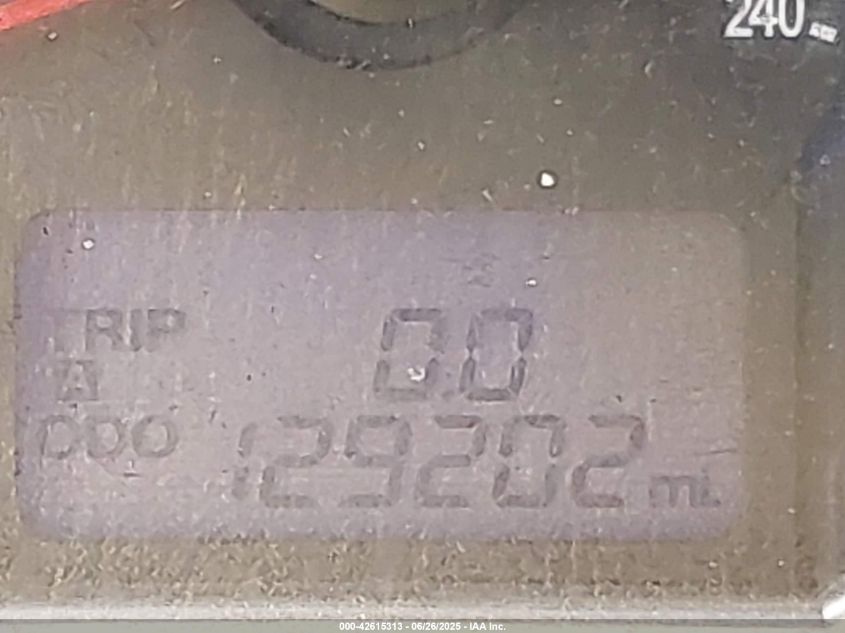 240
TRIP 0.0
A
ODO 129202 mi.
000-42615313 - 06/26/2025 - IAA Inc.